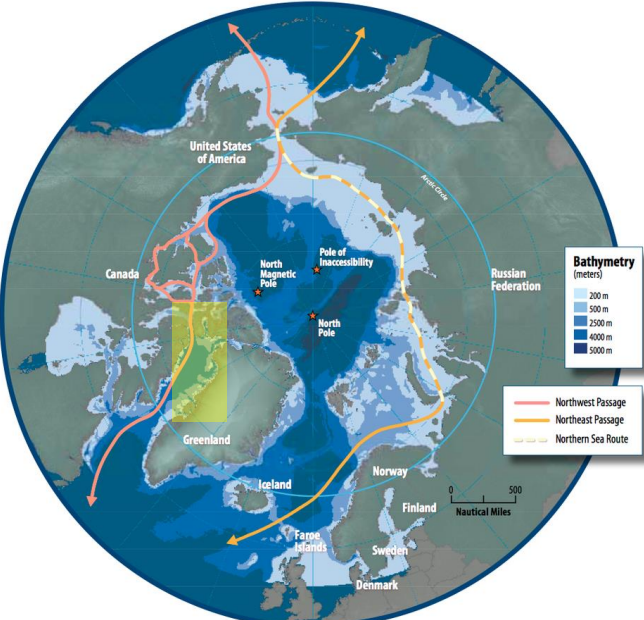 United States
of America
Arctic Circle
Canada
North
Magnetic
Pole
Pole of
Inaccessibility
North
Pole
Russian
Federation
Greenland
Iceland
Faroe
Islands
Norway
Finland
Sweden
Denmark
0 500
Nautical Miles
Bathymetry
(meters)
200 m
500 m
2500 m
4000 m
5000 m
Northwest Passage
Northeast Passage
Northern Sea Route